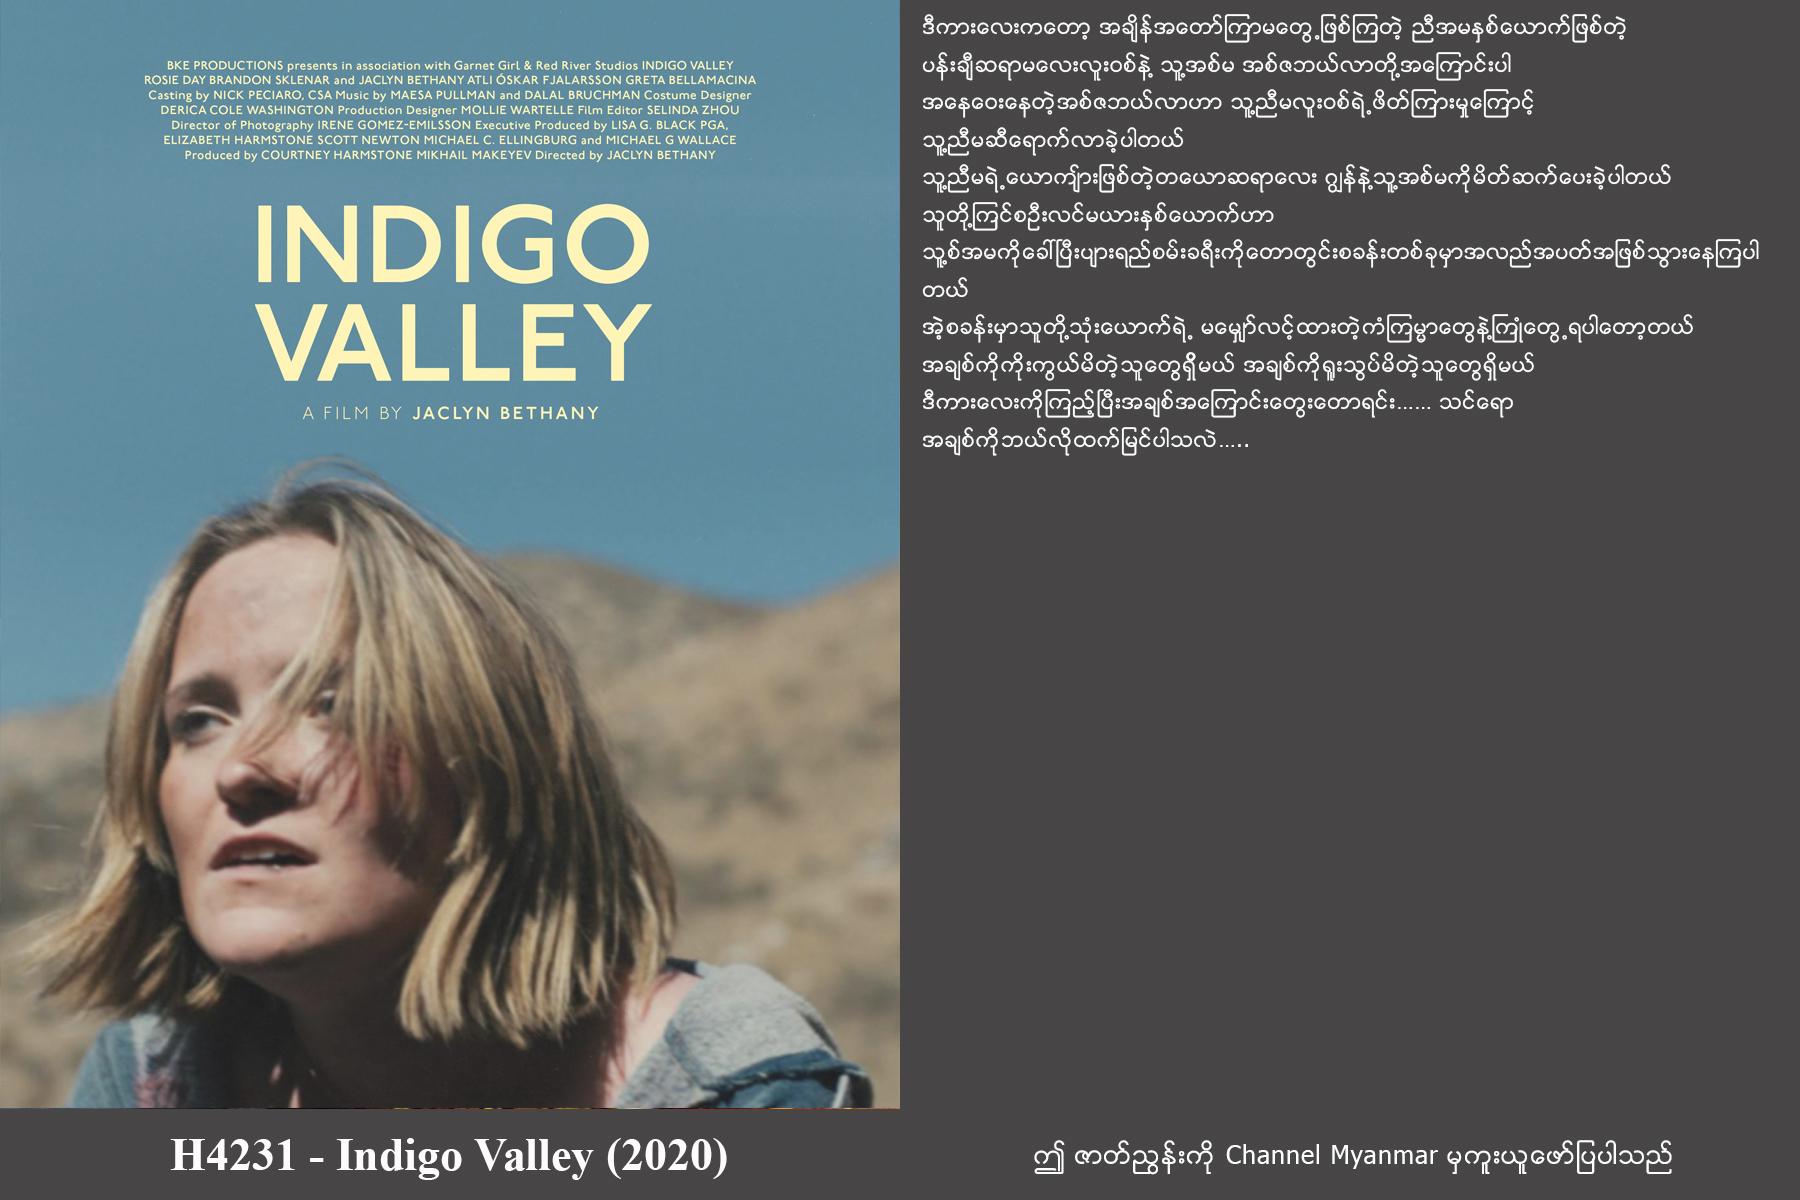 BKE PRODUCTIONS presents in association with Garnet Girl & Red River Studios INDIGO VALLEY
ROSIE DAY BRANDON SKLENAR and JACLYN BETHANY ATLI ÓSKAR FJALARSSON GRETA BELLAMACINA
Casting by NICK PECIARO, CSA Music by MAESA PULLMAN and DALAL BRUCHMAN Costume Designer
DERICA COLE WASHINGTON Production Designer MOLLIE WARTELLE Film Editor SELINDA ZHOU
Director of Photography IRENE GOMEZ-EMILSSON Executive Produced by LISA G. BLACK PGA,
ELIZABETH HARMSTONE SCOTT NEWTON MICHAEL C. ELLINGBURG and MICHAEL G WALLACE
Produced by COURTNEY HARMSTONE MIKHAIL MAKEYEV Directed by JACLYN BETHANY
INDIGO
VALLEY
A FILM BY JACLYN BETHANY
H4231 - Indigo Valley (2020)
ဒီကားလေးကတော့ အချိန်အတော်ကြာမတွေ့ဖြစ်ကြတဲ့ ညီအမနှစ်ယောက်ဖြစ်တဲ့
ပန်းချီဆရာမလေးလူးဝစ်နဲ့ သူ့အစ်မ အစ်ဇဘယ်လာတို့အကြောင်းပါ
အနေဝေးနေတဲ့အစ်ဇဘယ်လာဟာ သူ့ညီမလူးဝစ်ရဲ့ဖိတ်ကြားမှုကြောင့်
သူ့ညီမဆီရောက်လာခဲ့ပါတယ်
သူ့ညီမရဲ့ယောကျ်ားဖြစ်တဲ့တယောဆရာလေး ဂျွန်နဲ့သူ့အစ်မကိုမိတ်ဆက်ပေးခဲ့ပါတယ်
သူတို့ကြင်စဦးလင်မယားနှစ်ယောက်ဟာ
သူ့စ်အမကိုခေါ်ပြီးပျားရည်စမ်းခရီးကိုတောတွင်းစခန်းတစ်ခုမှာအလည်အပတ်အဖြစ်သွားနေကြပါ
တယ်
အဲ့စခန်းမှာသူတို့သုံးယောက်ရဲ့ မမျှော်လင့်ထားတဲ့ကံကြမ္မာတွေနဲ့ကြုံတွေ့ရပါတော့တယ်
အချစ်ကိုကိုးကွယ်မိတဲ့သူတွေရှိမယ် အချစ်ကိုရူးသွပ်မိတဲ့သူတွေရှိမယ်
ဒီကားလေးကိုကြည့်ပြီးအချစ်အကြောင်းတွေးတောရင်း...... သင်ရော
အချစ်ကိုဘယ်လိုထက်မြင်ပါသလဲ.....
ဤ ဇာတ်ညွှန်းကို Channel Myanmar မှကူးယူဖော်ပြပါသည်